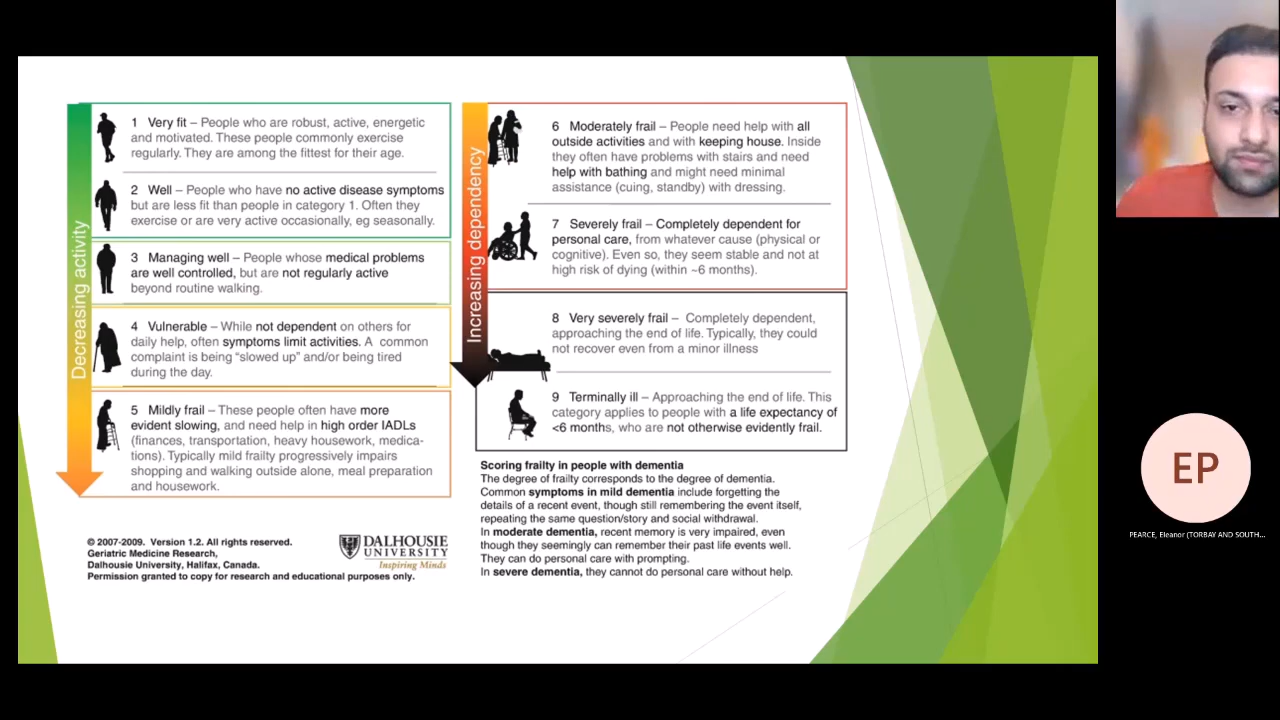 Decreasing activity
1 Very fit – People who are robust, active, energetic
and motivated. These people commonly exercise
regularly. They are among the fittest for their age.
2 Well – People who have no active disease symptoms
but are less fit than people in category 1. Often they
exercise or are very active occasionally, eg seasonally.
3 Managing well – People whose medical problems
are well controlled, but are not regularly active
beyond routine walking.
4 Vulnerable – While not dependent on others for
daily help, often symptoms limit activities. A common
complaint is being “slowed up” and/or being tired
during the day.
5 Mildly frail – These people often have more
evident slowing, and need help in high order IADLs
(finances, transportation, heavy housework, medica-
tions). Typically mild frailty progressively impairs
shopping and walking outside alone, meal preparation
and housework.
© 2007-2009. Version 1.2. All rights reserved.
Geriatric Medicine Research,
Dalhousie University, Halifax, Canada.
Permission granted to copy for research and educational purposes only.
DALHOUSIE
UNIVERSITY
Inspiring Minds
Increasing dependency
6 Moderately frail – People need help with all
outside activities and with keeping house. Inside
they often have problems with stairs and need
help with bathing and might need minimal
assistance (cuing, standby) with dressing.
7 Severely frail – Completely dependent for
personal care, from whatever cause (physical or
cognitive). Even so, they seem stable and not at
high risk of dying (within ~6 months).
8 Very severely frail – Completely dependent,
approaching the end of life. Typically, they could
not recover even from a minor illness
9 Terminally ill – Approaching the end of life. This
category applies to people with a life expectancy of
<6 months, who are not otherwise evidently frail.
Scoring frailty in people with dementia
The degree of frailty corresponds to the degree of dementia.
Common symptoms in mild dementia include forgetting the
details of a recent event, though still remembering the event itself,
repeating the same question/story and social withdrawal.
In moderate dementia, recent memory is very impaired, even
though they seemingly can remember their past life events well.
They can do personal care with prompting.
In severe dementia, they cannot do personal care without help.
EP
PEARCE, Eleanor (TORBAY AND SOUTH...